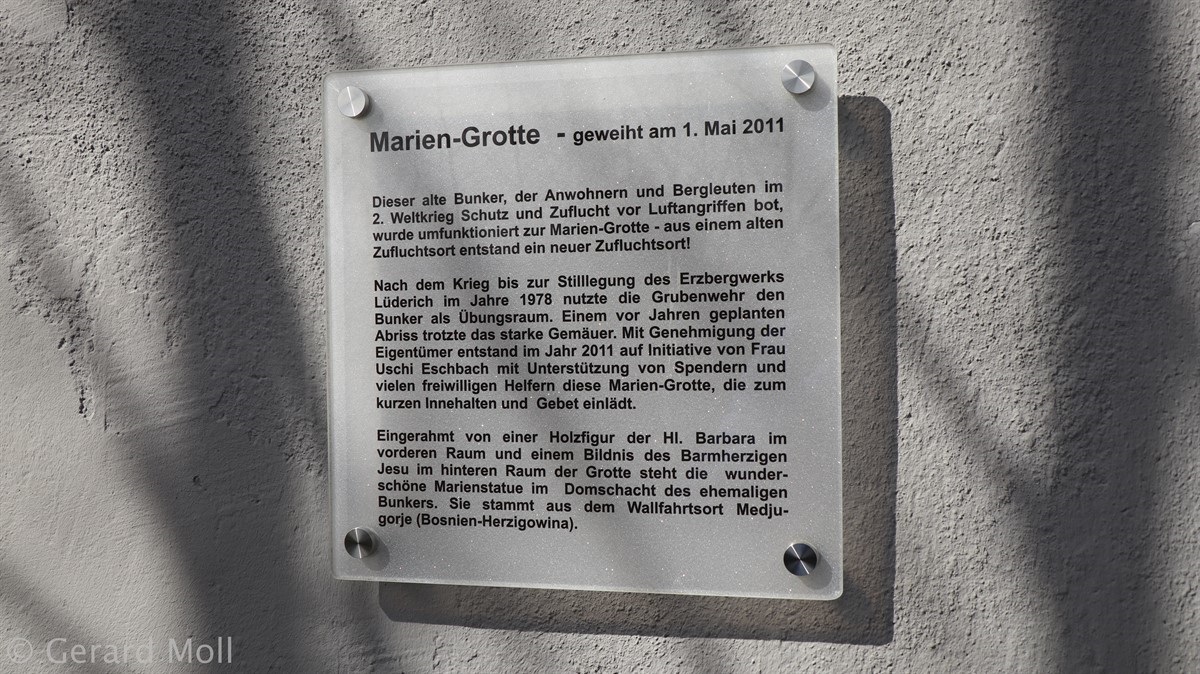 Marien-Grotte - geweiht am 1. Mai 2011
Dieser alte Bunker, der Anwohnern und Bergleuten im
2. Weltkrieg Schutz und Zuflucht vor Luftangriffen bot,
wurde umfunktioniert zur Marien-Grotte - aus einem alten
Zufluchtsort entstand ein neuer Zufluchtsort!
Nach dem Krieg bis zur Stilllegung des Erzbergwerks
Lüderich im Jahre 1978 nutzte die Grubenwehr den
Bunker als Übungsraum. Einem vor Jahren geplanten
Abriss trotzte das starke Gemäuer. Mit Genehmigung der
Eigentümer entstand im Jahr 2011 auf Initiative von Frau
Uschi Eschbach mit Unterstützung von Spendern und
vielen freiwilligen Helfern diese Marien-Grotte, die zum
kurzen Innehalten und Gebet einlädt.
Eingerahmt von einer Holzfigur der Hl. Barbara im
vorderen Raum und einem Bildnis des Barmherzigen
Jesu im hinteren Raum der Grotte steht die wunder-
schöne Marienstatue im Domschacht des ehemaligen
Bunkers. Sie stammt aus dem Wallfahrtsort Medju-
gorje (Bosnien-Herzigowina).
© Gerard Moll